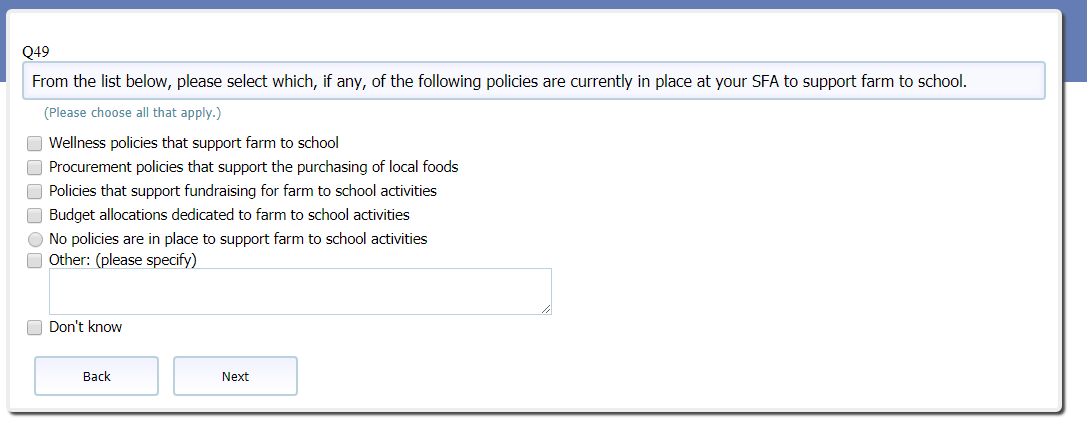 Q49
From the list below, please select which, if any, of the following policies are currently in place at your SFA to support farm to school.
(Please choose all that apply.)
Wellness policies that support farm to school
Procurement policies that support the purchasing of local foods
Policies that support fundraising for farm to school activities
Budget allocations dedicated to farm to school activities
No policies are in place to support farm to school activities
Other: (please specify)
Don't know
Back Next